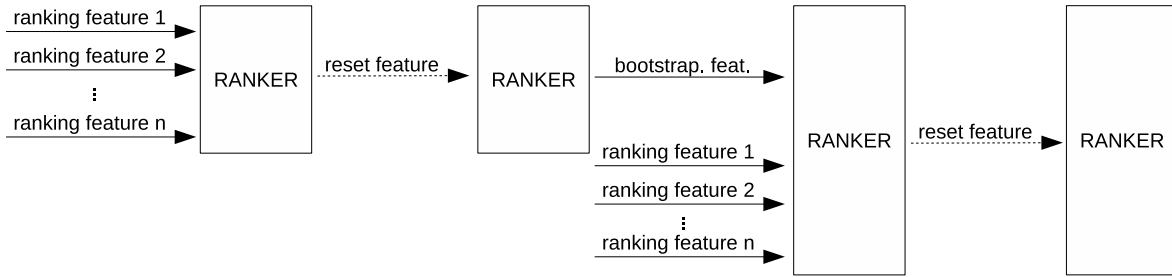 ranking feature 1
ranking feature 2
⋮
ranking feature n
RANKER
reset feature
RANKER
bootstrap. feat.
ranking feature 1
ranking feature 2
⋮
ranking feature n
RANKER
reset feature
RANKER